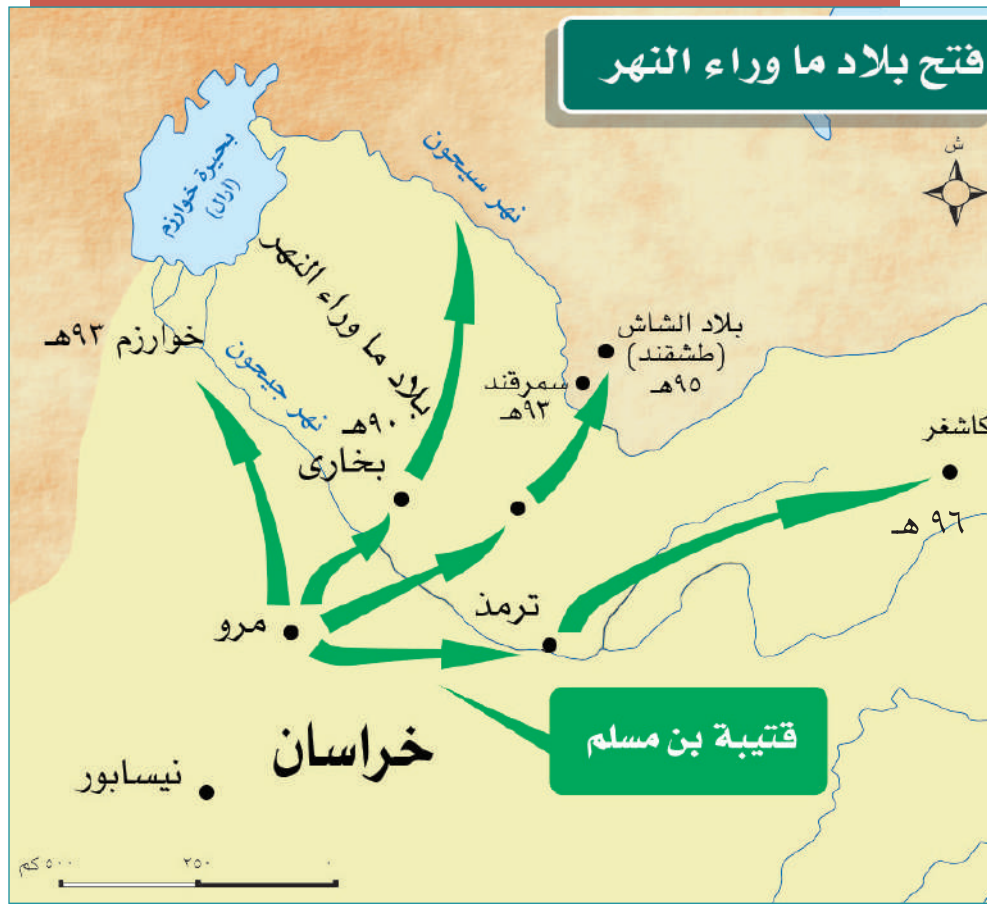 فتح بلاد ما وراء النهر
ش
بحيرة خوارزم
(ارال)
نهر سيحون
بلاد ما وراء النهر
خوارزم ٩٣هـ
نهر جيحون
بلاد الشاش
(طشقند)
٩٥هـ
سمرقند
٩٣هـ
٩٠هـ
بخارى
كاشغر
٩٦ هـ
ترمذ
مرو
قتيبة بن مسلم
خراسان
نيسابور
٥٠٠ كم ٢٥٠ ٠